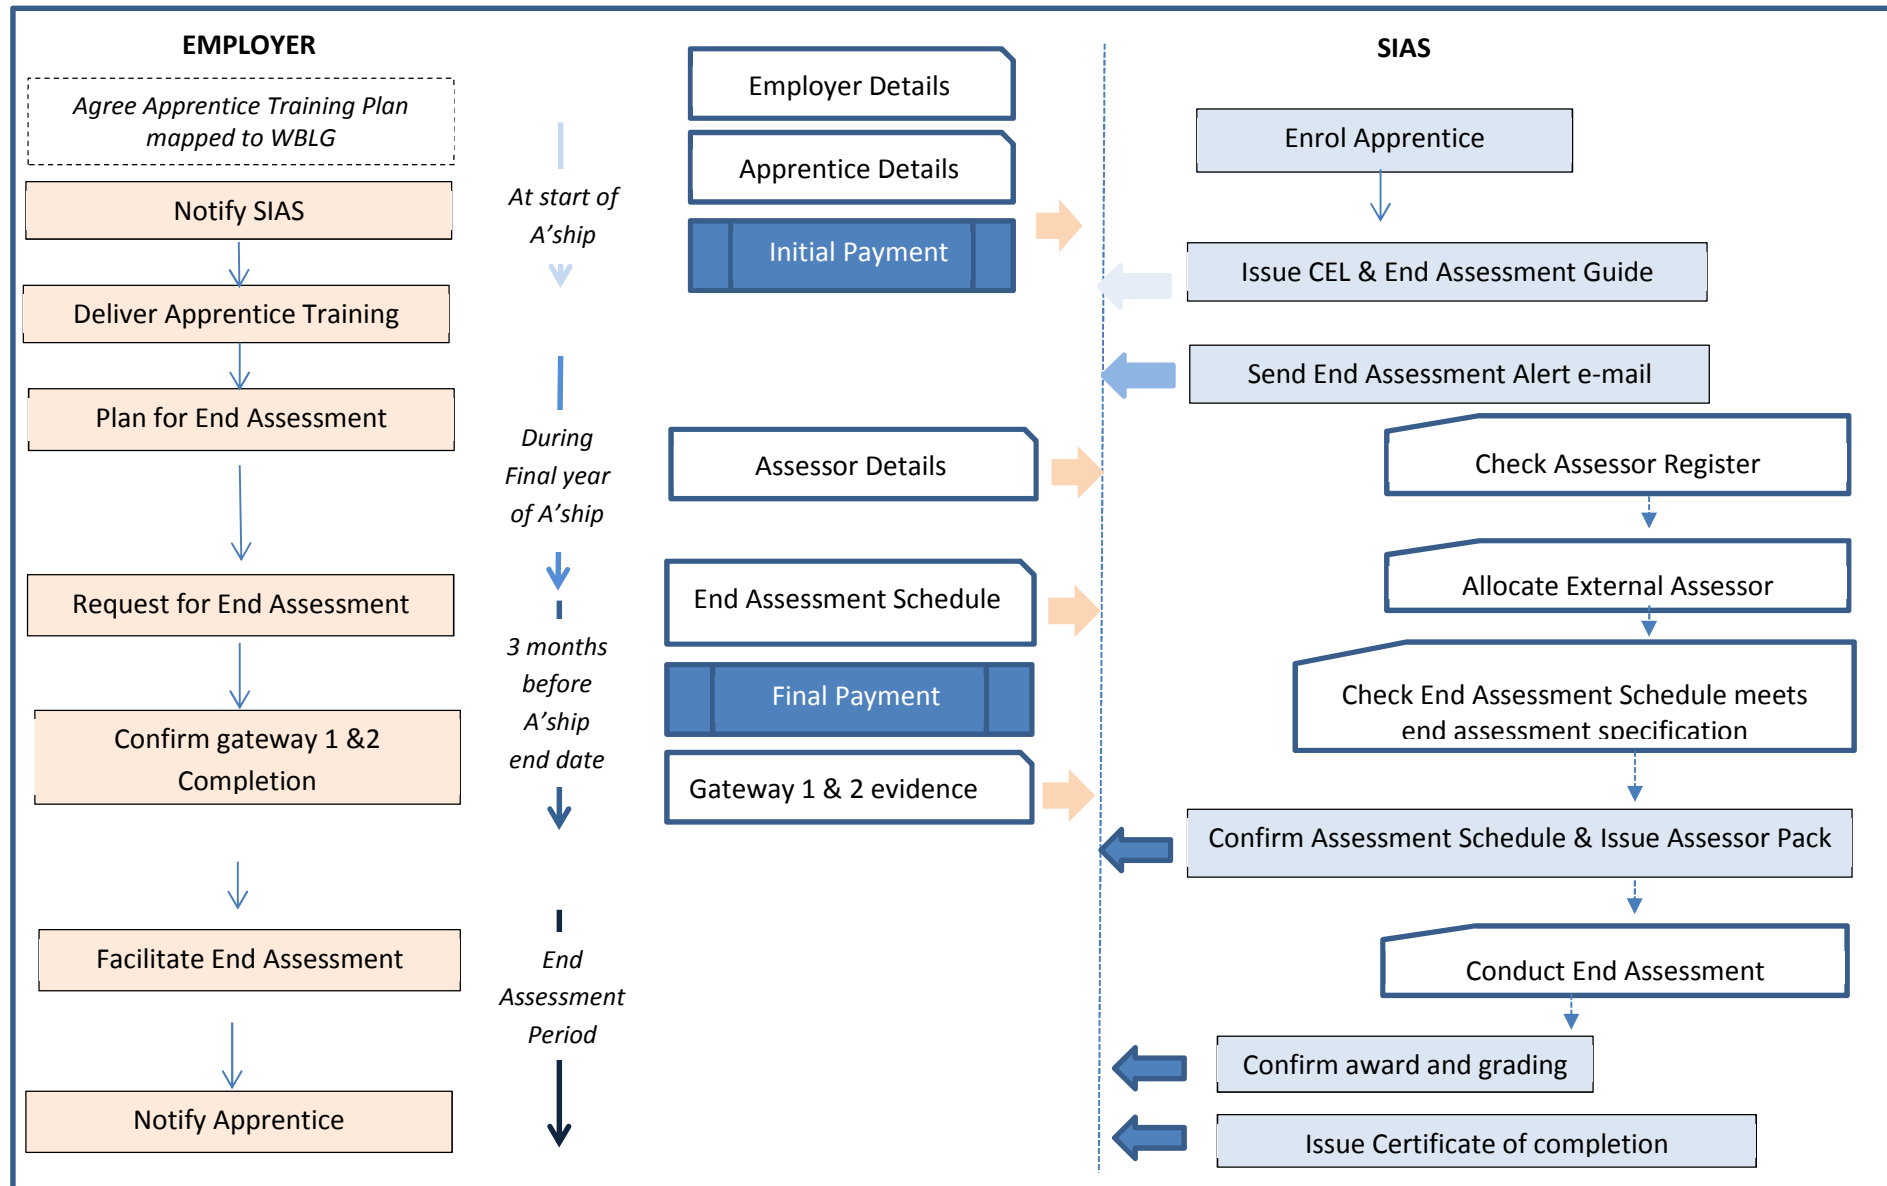 EMPLOYER
Agree Apprentice Training Plan
mapped to WBLG
Notify SIAS
Deliver Apprentice Training
Plan for End Assessment
Request for End Assessment
Confirm gateway 1 &2
Completion
Facilitate End Assessment
Notify Apprentice
At start of
A’ship
During
Final year
of A’ship
3 months
before
A’ship
end date
End
Assessment
Period
Employer Details
Apprentice Details
Initial Payment
Assessor Details
End Assessment Schedule
Final Payment
Gateway 1 & 2 evidence
SIAS
Enrol Apprentice
Issue CEL & End Assessment Guide
Send End Assessment Alert e-mail
Check Assessor Register
Allocate External Assessor
Check End Assessment Schedule meets
end assessment specification
Confirm Assessment Schedule & Issue Assessor Pack
Conduct End Assessment
Confirm award and grading
Issue Certificate of completion